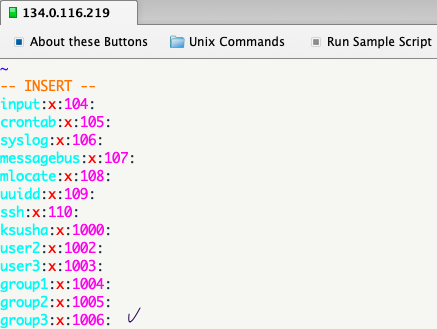 134.0.116.219
About these Buttons Unix Commands Run Sample Script
~
-- INSERT --
input:x:104:
crontab:x:105:
syslog:x:106:
messagebus:x:107:
mlocate:x:108:
uuidd:x:109:
ssh:x:110:
ksusha:x:1000:
user2:x:1002:
user3:x:1003:
group1:x:1004:
group2:x:1005:
group3:x:1006: